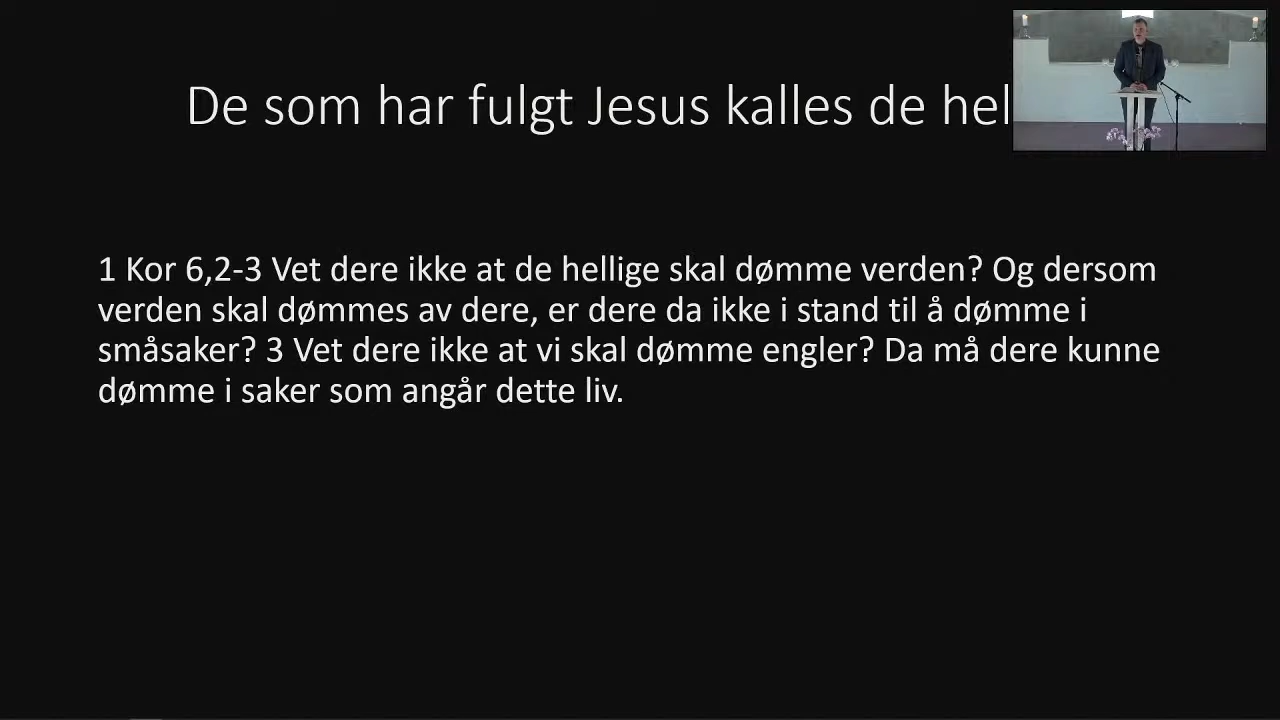 De som har fulgt Jesus kalles de hel
1 Kor 6,2-3 Vet dere ikke at de hellige skal dømme verden? Og dersom
verden skal dømmes av dere, er dere da ikke i stand til å dømme i
småsaker? 3 Vet dere ikke at vi skal dømme engler? Da må dere kunne
dømme i saker som angår dette liv.